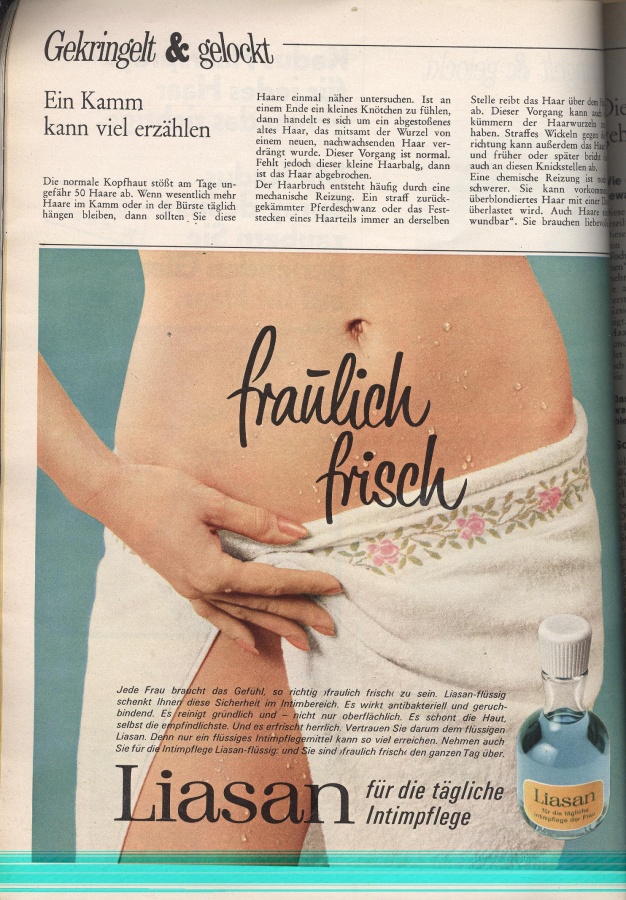 Gekringelt & gelockt
Ein Kamm
kann viel erzählen
Die normale Kopfhaut stößt am Tage un-
gefähr 50 Haare ab. Wenn wesentlich mehr
Haare im Kamm oder in der Bürste täglich
hängen bleiben, dann sollten Sie diese
Haare einmal näher untersuchen. Ist an
einem Ende ein kleines Knötchen zu fühlen,
dann handelt es sich um ein abgestoßenes
altes Haar, das mitsamt der Wurzel von
einem neuen, nachwachsenden Haar ver-
drängt wurde. Dieser Vorgang ist normal.
Fehlt jedoch dieser kleine Haarbalg, dann
ist das Haar abgebrochen.
Der Haarbruch entsteht häufig durch eine
mechanische Reizung. Ein straff zurück-
gekämmter Pferdeschwanz oder das Fest-
stecken eines Haarteils immer an derselben
Stelle reibt das Haar über dem
ab. Dieser Vorgang kann auch
kümmern der Haarwurzeln
haben. Straffes Wickeln gegen
richtung kann außerdem das Haar
und früher oder später bricht
auch an diesen Knickstellen ab.
Eine chemische Reizung ist
schwerer. Sie kann vorkommen
überblondiertes Haar mit einer
überlastet wird. Auch Haare
wundbar“. Sie brauchen
fraulich
frisch
Jede Frau braucht das Gefühl, so richtig ›fraulich frisch‹ zu sein. Liasan-flüssig
schenkt Ihnen diese Sicherheit im Intimbereich. Es wirkt antibakteriell und geruch-
bindend. Es reinigt gründlich und – nicht nur oberflächlich. Es schont die Haut,
selbst die empfindlichste. Und es erfrischt herrlich. Vertrauen Sie darum dem flüssigen
Liasan. Denn nur ein flüssiges Intimpflegemittel kann so viel erreichen. Nehmen auch
Sie für die Intimpflege Liasan-flüssig: und Sie sind ›fraulich frisch‹ den ganzen Tag über.
Liasan für die tägliche
Intimpflege
Liasan
für die tägliche
Intimpflege der Frau